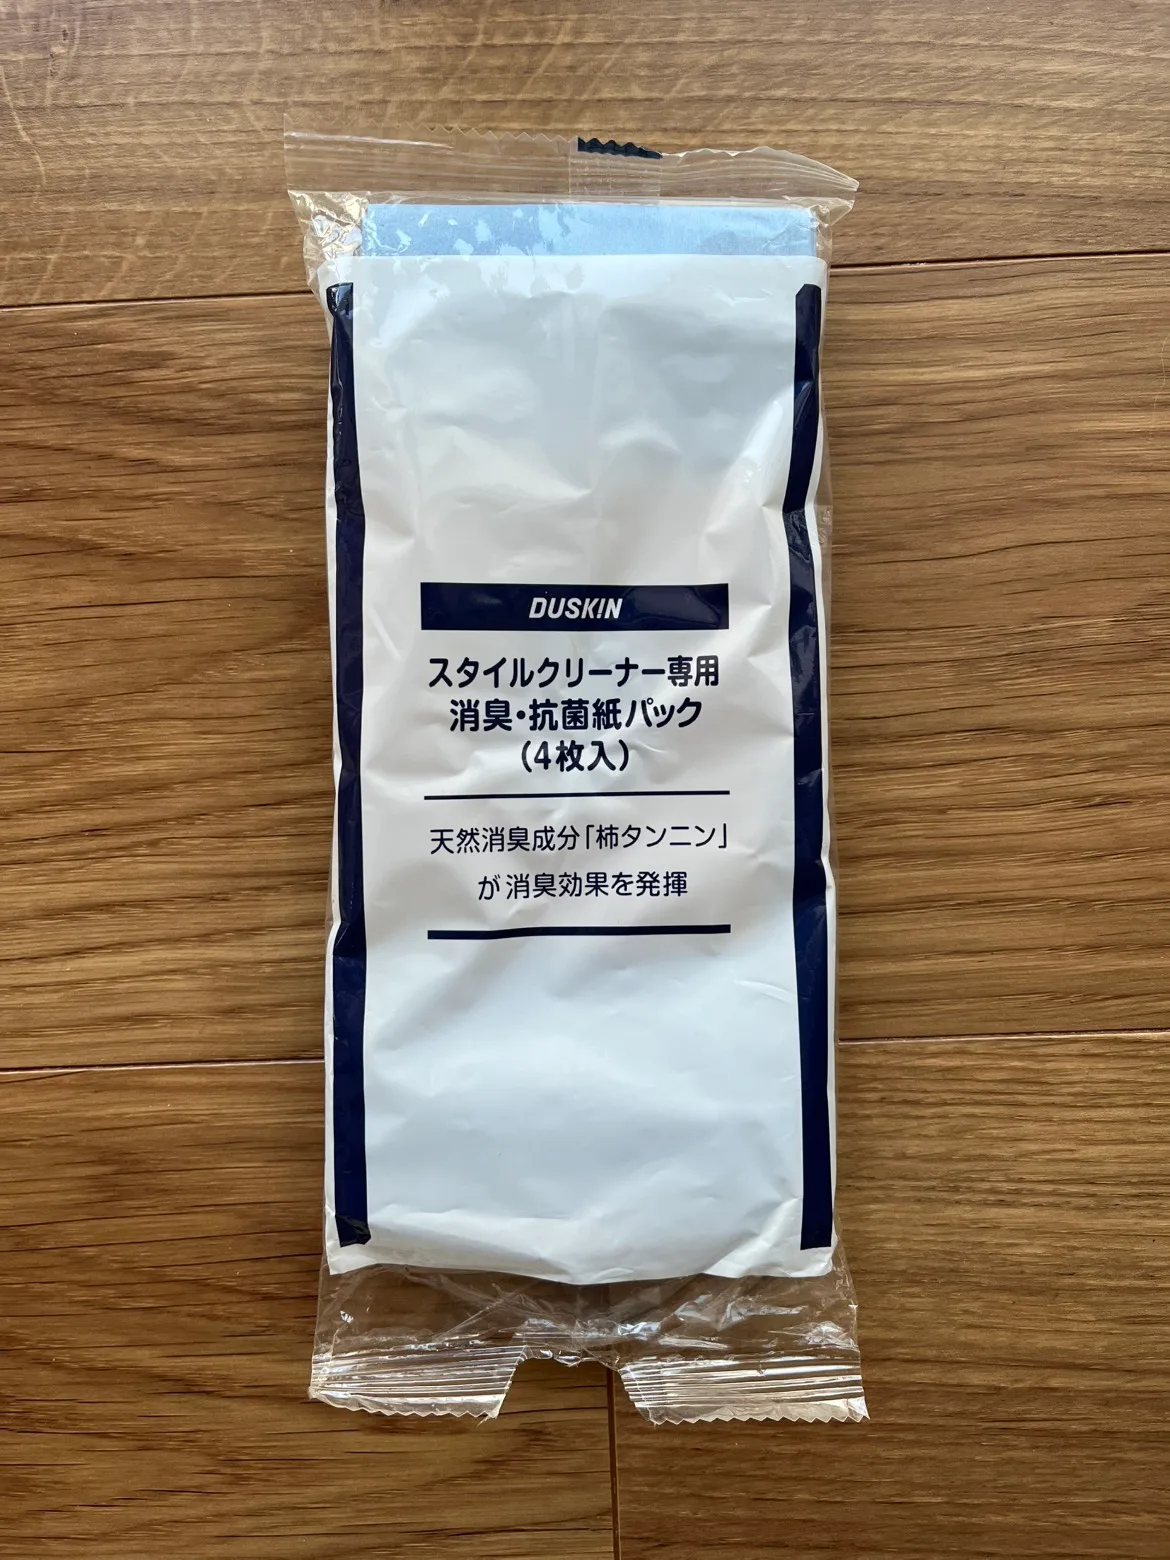 DUSKIN
スタイルクリーナー専用
消臭・抗菌紙パック
(4枚入)
天然消臭成分「柿タンニン」
が消臭効果を発揮